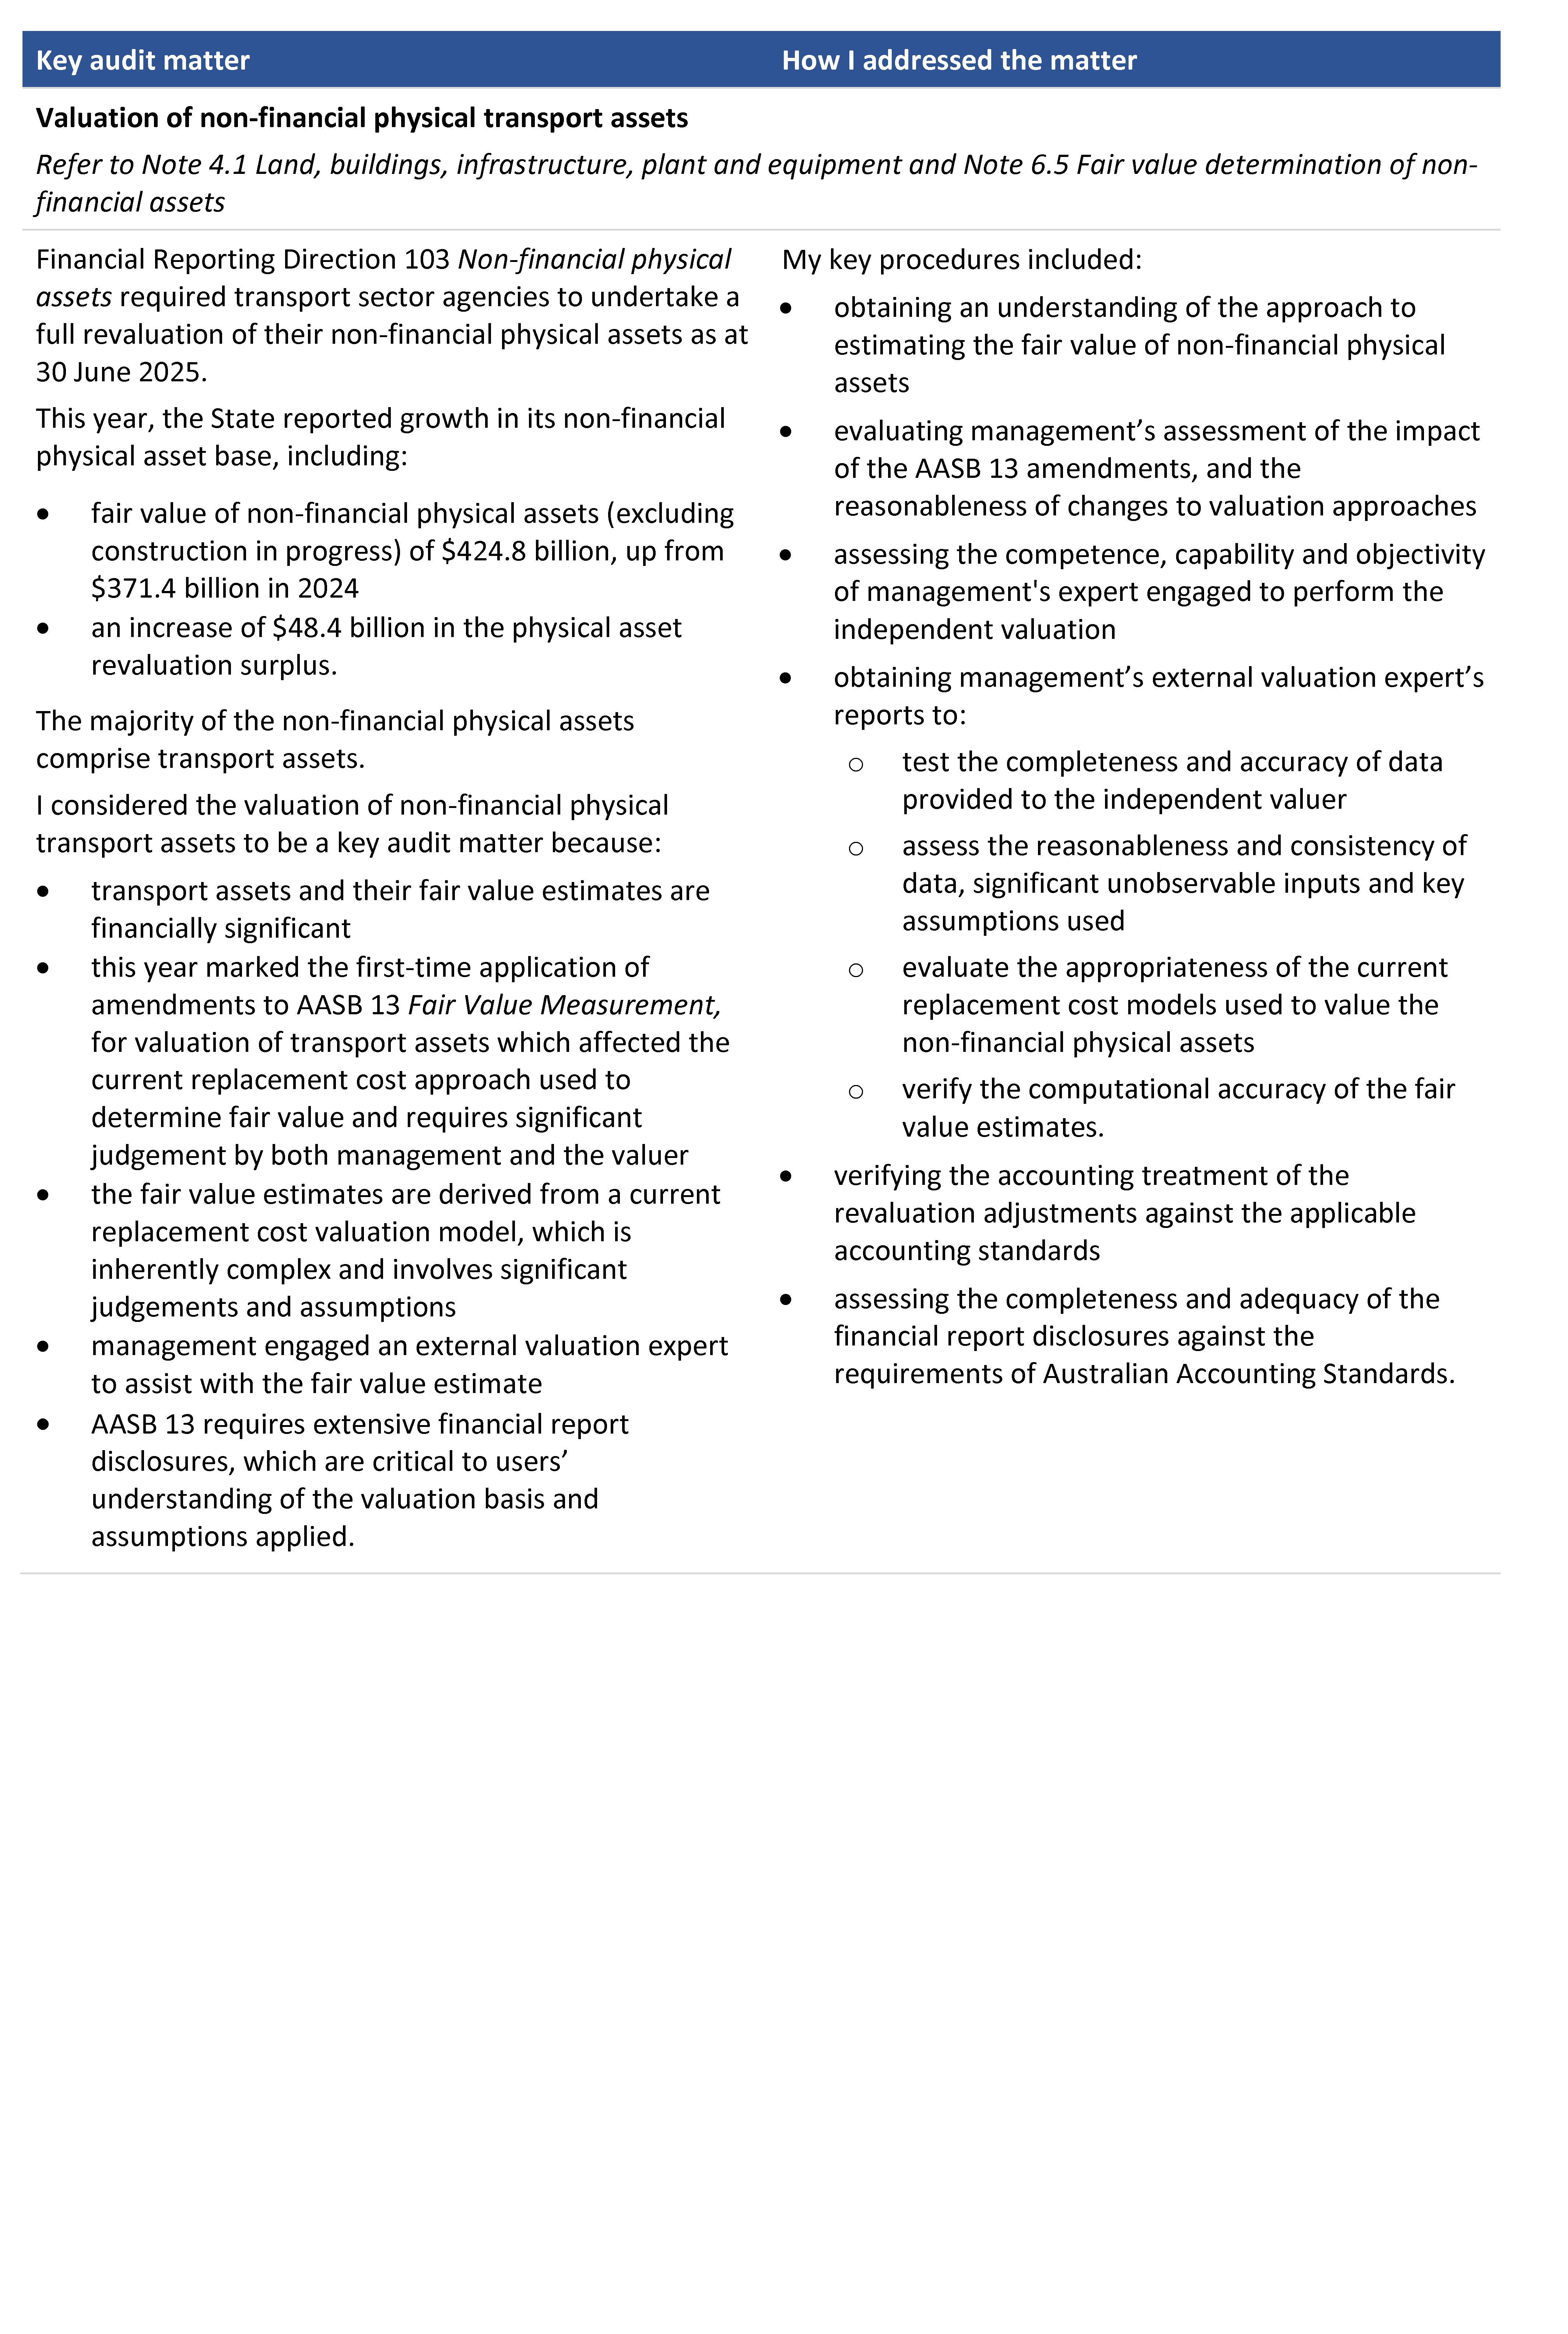 Key audit matter
How I addressed the matter
Valuation of non-financial physical transport assets
Refer to Note 4.1 Land, buildings, infrastructure, plant and equipment and Note 6.5 Fair value determination of non-
financial assets
Financial Reporting Direction 103 Non-financial physical
assets required transport sector agencies to undertake a
full revaluation of their non-financial physical assets as at
30 June 2025.
This year, the State reported growth in its non-financial
physical asset base, including:
• fair value of non-financial physical assets (excluding
construction in progress) of $424.8 billion, up from
$371.4 billion in 2024
• an increase of $48.4 billion in the physical asset
revaluation surplus.
The majority of the non-financial physical assets
comprise transport assets.
I considered the valuation of non-financial physical
transport assets to be a key audit matter because:
• transport assets and their fair value estimates are
financially significant
• this year marked the first-time application of
amendments to AASB 13 Fair Value Measurement,
for valuation of transport assets which affected the
current replacement cost approach used to
determine fair value and requires significant
judgement by both management and the valuer
• the fair value estimates are derived from a current
replacement cost valuation model, which is
inherently complex and involves significant
judgements and assumptions
• management engaged an external valuation expert
to assist with the fair value estimate
• AASB 13 requires extensive financial report
disclosures, which are critical to users’
understanding of the valuation basis and
assumptions applied.
My key procedures included:
• obtaining an understanding of the approach to
estimating the fair value of non-financial physical
assets
• evaluating management’s assessment of the impact
of the AASB 13 amendments, and the
reasonableness of changes to valuation approaches
• assessing the competence, capability and objectivity
of management's expert engaged to perform the
independent valuation
• obtaining management’s external valuation expert’s
reports to:
○ test the completeness and accuracy of data
provided to the independent valuer
○ assess the reasonableness and consistency of
data, significant unobservable inputs and key
assumptions used
○ evaluate the appropriateness of the current
replacement cost models used to value the
non-financial physical assets
○ verify the computational accuracy of the fair
value estimates.
• verifying the accounting treatment of the
revaluation adjustments against the applicable
accounting standards
• assessing the completeness and adequacy of the
financial report disclosures against the
requirements of Australian Accounting Standards.